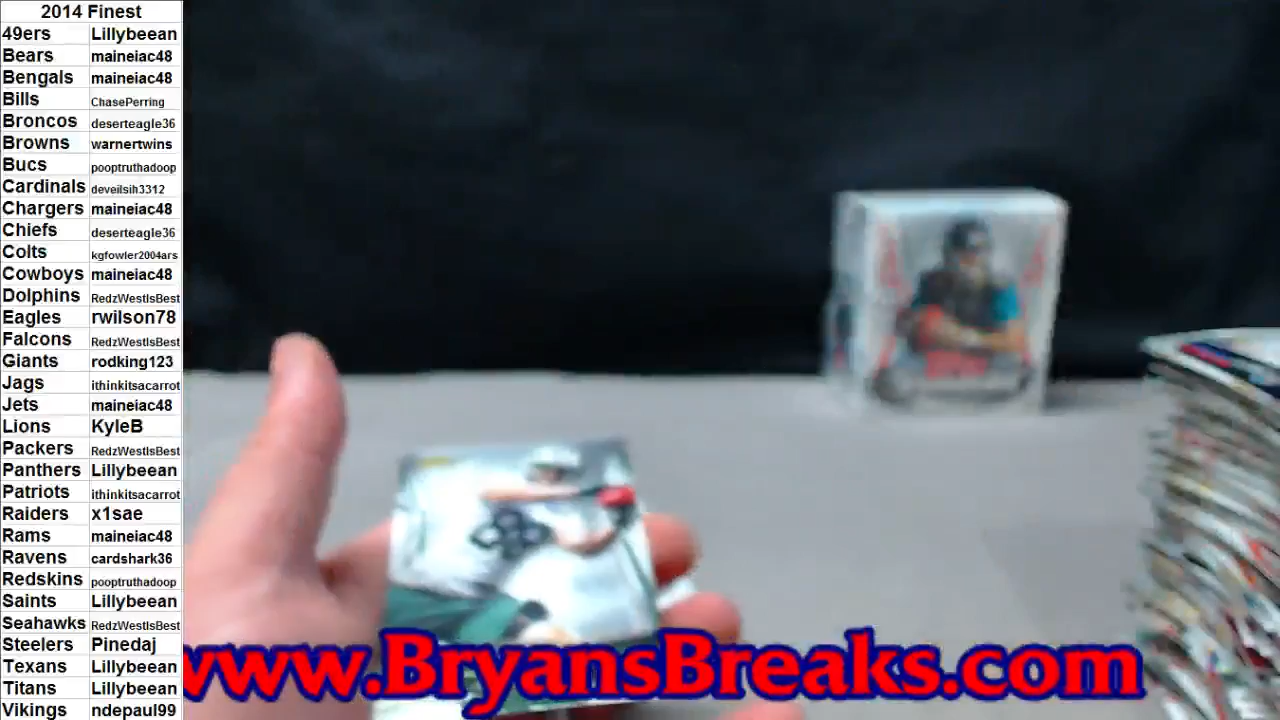 2014 Finest
49ers Lillybeean
Bears maineiac48
Bengals maineiac48
Bills ChasePerring
Broncos deserteagle36
Browns warnertwins
Bucs pooptruthadoop
Cardinals deveilsih3312
Chargers maineiac48
Chiefs deserteagle36
Colts kgfowler2004ars
Cowboys maineiac48
Dolphins RedzWestIsBest
Eagles rwilson78
Falcons RedzWestIsBest
Giants rodking123
Jags ithinkitsacarrot
Jets maineiac48
Lions KyleB
Packers RedzWestIsBest
Panthers Lillybeean
Patriots ithinkitsacarrot
Raiders x1sae
Rams maineiac48
Ravens cardshark36
Redskins pooptruthadoop
Saints Lillybeean
Seahawks RedzWestIsBest
Steelers Pinedaj
Texans Lillybeean
Titans Lillybeean
Vikings ndepaul99
www.BryansBreaks.com